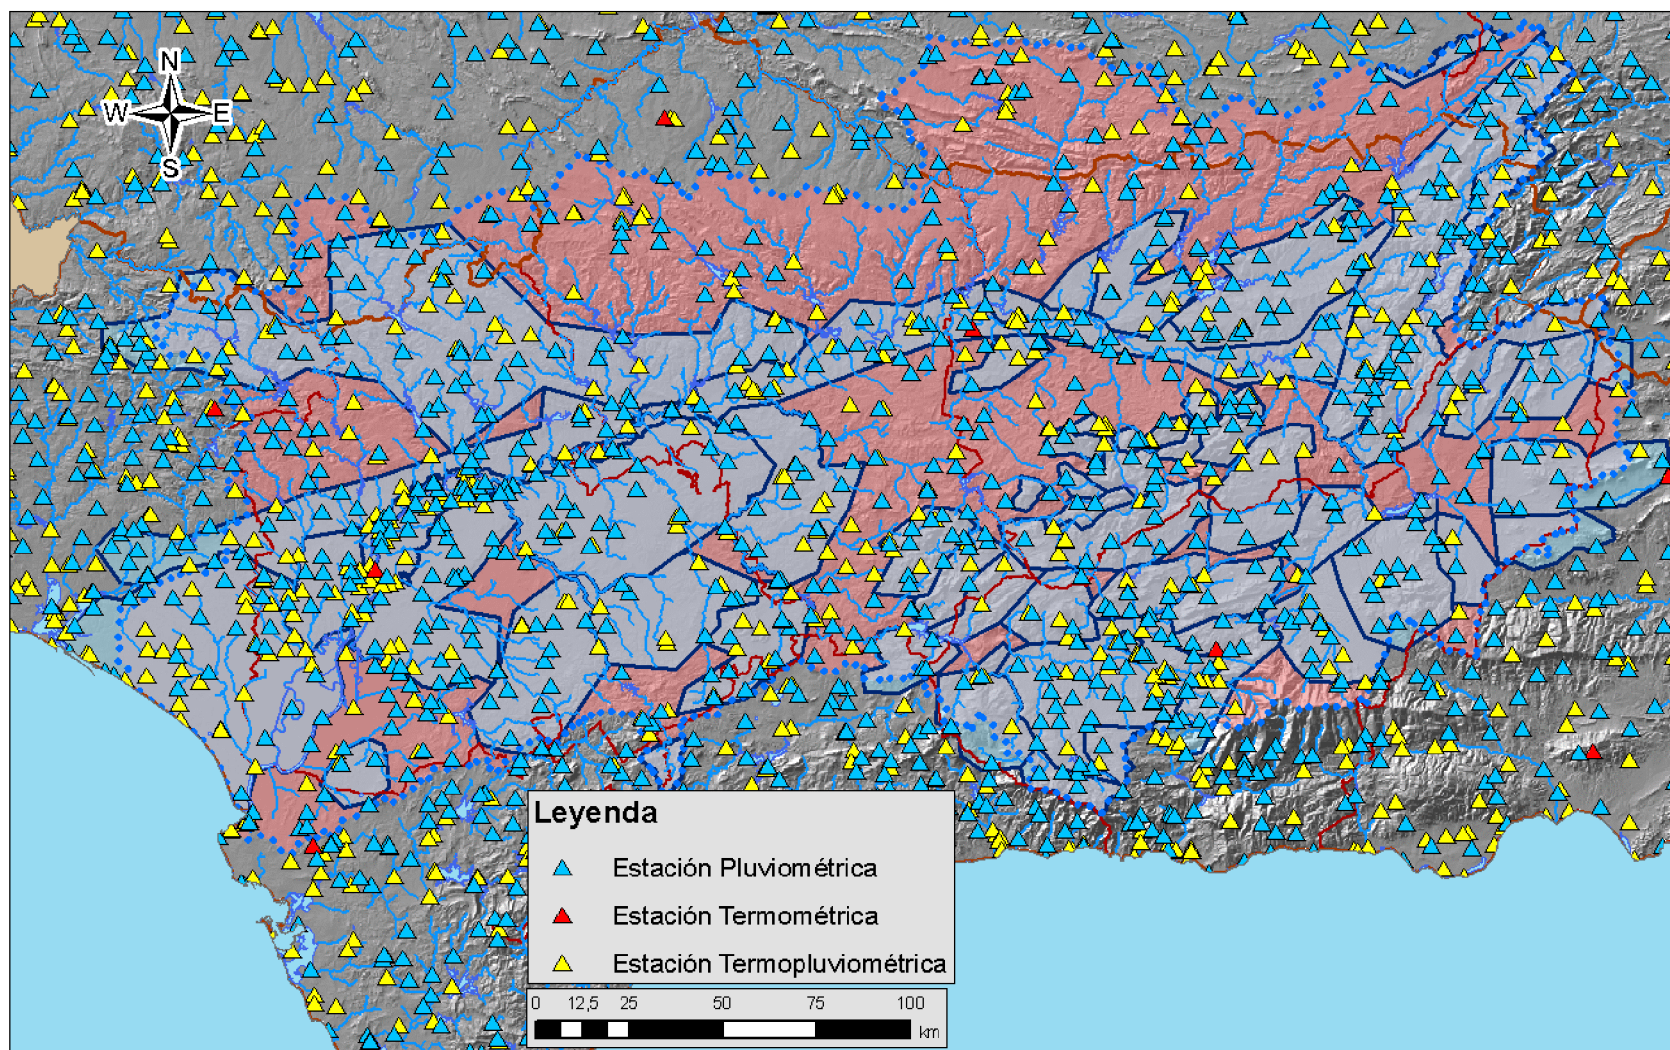 N
W E
S
Leyenda
Estación Pluviométrica
Estación Termométrica
Estación Termopluviométrica
0 12,5 25 50 75 100
km